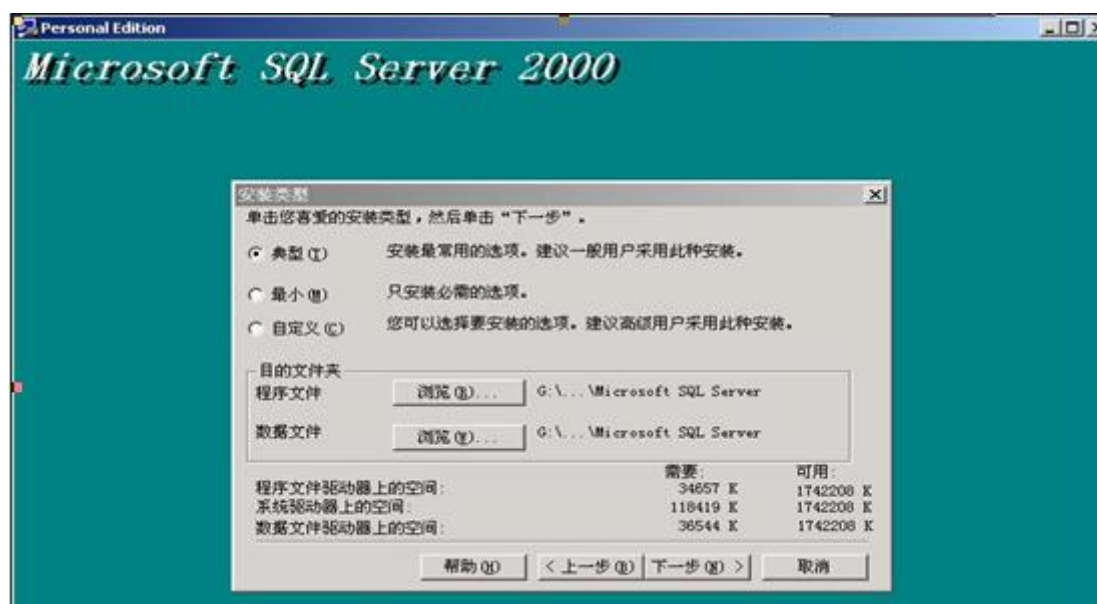 Personal Edition
Microsoft SQL Server 2000
安装类型
单击您喜爱的安装类型，然后单击“下一步”。
典型(T) 安装最常用的选项。建议一般用户采用此种安装。
最小(M) 只安装必需的选项。
自定义(C) 您可以选择要安装的选项。建议高级用户采用此种安装。
目的文件夹
程序文件 浏览(R)... G:\...\Microsoft SQL Server
数据文件 浏览(W)... G:\...\Microsoft SQL Server
需要: 可用:
程序文件驱动器上的空间: 34657 K 1742208 K
系统驱动器上的空间: 118419 K 1742208 K
数据文件驱动器上的空间: 36544 K 1742208 K
帮助(H) <上一步(B) 下一步(N)> 取消